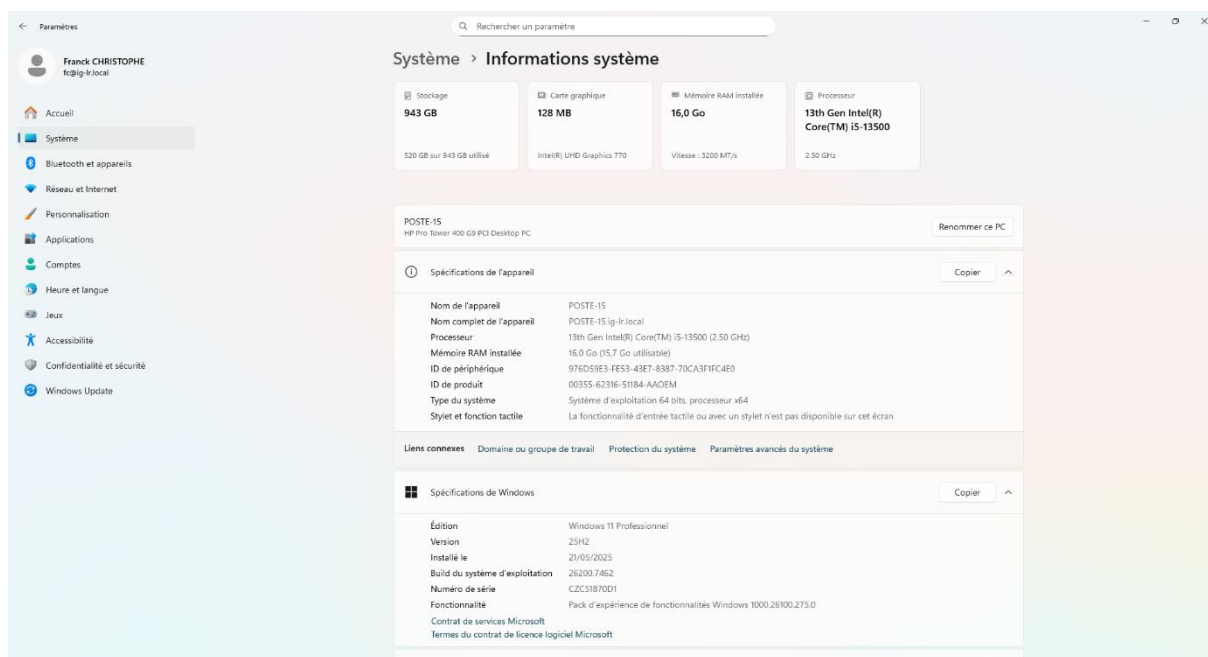 Paramètres
Rechercher un paramètre
Franck CHRISTOPHE
fc@ig-lr.local
Accueil
Système
Bluetooth et appareils
Réseau et Internet
Personnalisation
Applications
Comptes
Heure et langue
Jeux
Accessibilité
Confidentialité et sécurité
Windows Update
Système > Informations système
Stockage
943 GB
520 GB sur 943 GB utilisé
Carte graphique
128 MB
Intel(R) UHD Graphics 770
Mémoire RAM installée
16,0 Go
Vitesse : 3200 MT/s
Processeur
13th Gen Intel(R)
Core(TM) i5-13500
2.50 GHz
POSTE-15
HP Pro Tower 400 G9 PCI Desktop PC
Renommer ce PC
Spécifications de l'appareil
Copier
Nom de l'appareil POSTE-15
Nom complet de l'appareil POSTE-15.ig-lr.local
Processeur 13th Gen Intel(R) Core(TM) i5-13500 (2.50 GHz)
Mémoire RAM installée 16,0 Go (15,7 Go utilisable)
ID de périphérique 976D59E3-FE53-43E7-8387-70CA3F1FC4E0
ID de produit 00355-62316-51184-AAOEM
Type du système Système d'exploitation 64 bits, processeur x64
Stylet et fonction tactile La fonctionnalité d'entrée tactile ou avec un stylet n'est pas disponible sur cet écran
Liens connexes Domaine ou groupe de travail Protection du système Paramètres avancés du système
Spécifications de Windows
Copier
Édition Windows 11 Professionnel
Version 25H2
Installé le 21/05/2025
Build du système d'exploitation 26200.7462
Numéro de série CZC51870D1
Fonctionnalité Pack d'expérience de fonctionnalités Windows 1000.26100.275.0
Contrat de services Microsoft
Termes du contrat de licence logiciel Microsoft